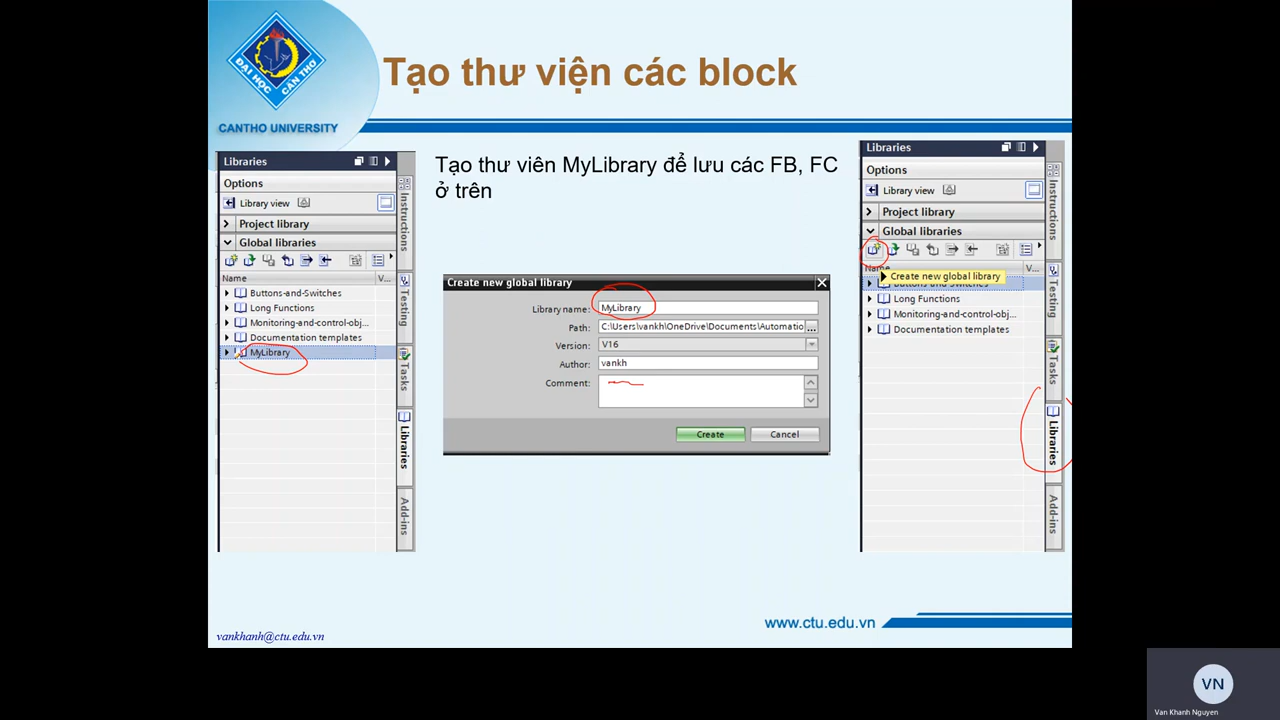 ĐẠI HỌC CẦN THƠ
CANTHO UNIVERSITY
Tạo thư viện các block
Tạo thư viên MyLibrary để lưu các FB, FC
ở trên
Libraries
Options
Library view
Project library
Global libraries
Name
V...
Buttons-and-Switches
Long Functions
Monitoring-and-control-obj...
Documentation templates
MyLibrary
Instructions
Testing
Tasks
Libraries
Add-ins
Create new global library
Library name: MyLibrary
Path: C:\Users\vankh\OneDrive\Documents\Automatio ...
Version: V16
Author: vankh
Comment:
Create
Cancel
Libraries
Options
Library view
Project library
Global libraries
Name
V...
Create new global library
Buttons-and-Switches
Long Functions
Monitoring-and-control-obj...
Documentation templates
Instructions
Testing
Tasks
Libraries
Add-ins
vankhanh@ctu.edu.vn
www.ctu.edu.vn
VN
Van Khanh Nguyen